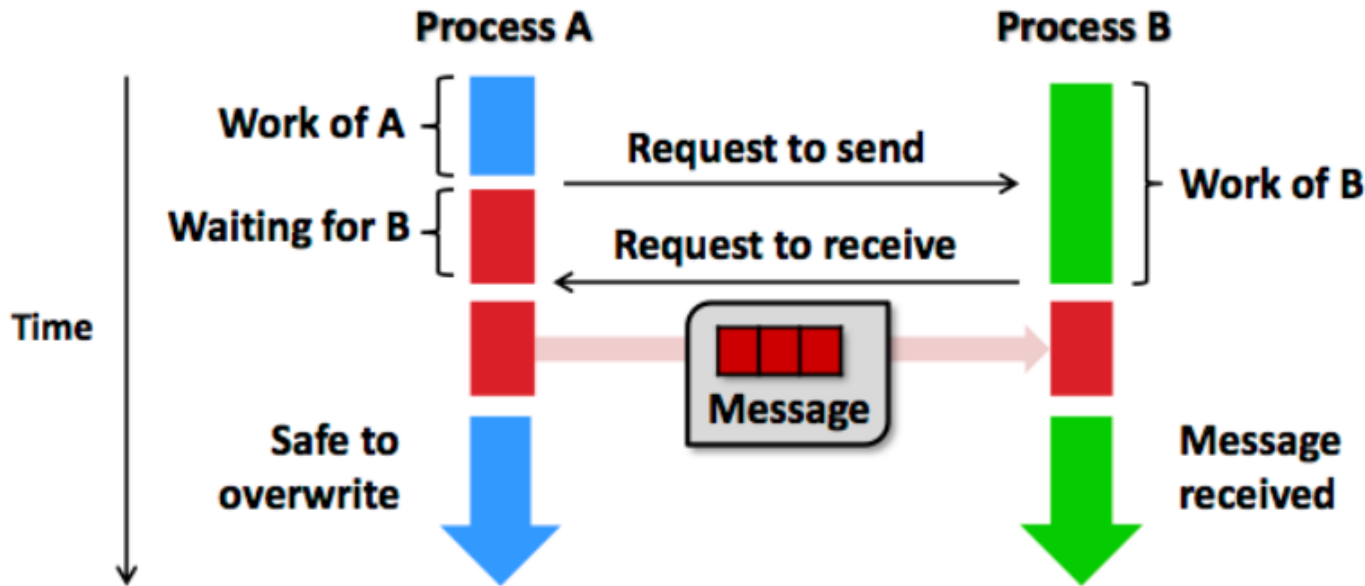 Process A
Process B
Work of A
Request to send
Work of B
Waiting for B
Request to receive
Time
Message
Safe to
overwrite
Message
received